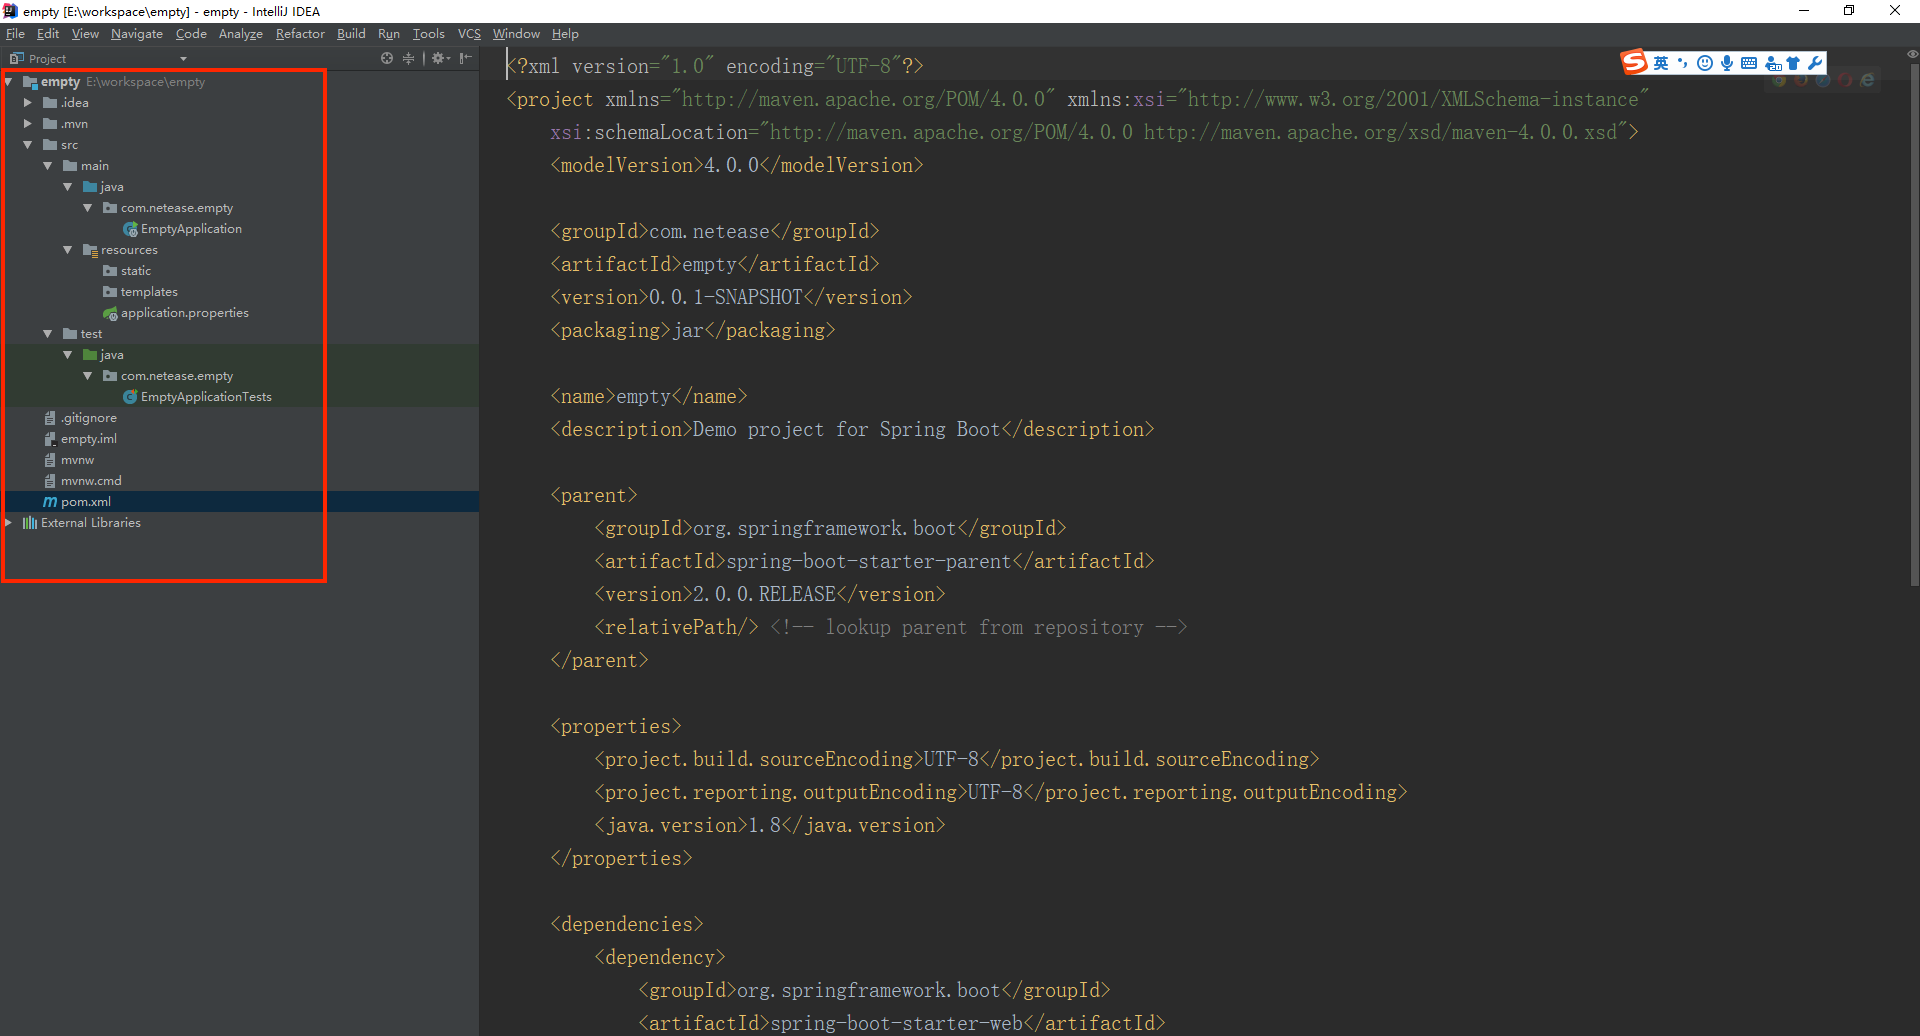 empty [E:\workspace\empty] - empty - IntelliJ IDEA
File Edit View Navigate Code Analyze Refactor Build Run Tools VCS Window Help
Project
empty E:\workspace\empty
.idea
.mvn
src
main
java
com.netease.empty
EmptyApplication
resources
static
templates
application.properties
test
java
com.netease.empty
EmptyApplicationTests
.gitignore
empty.iml
mvnw
mvnw.cmd
pom.xml
External Libraries
英
<?xml version="1.0" encoding="UTF-8"?>
<project xmlns="http://maven.apache.org/POM/4.0.0" xmlns:xsi="http://www.w3.org/2001/XMLSchema-instance"
xsi:schemaLocation="http://maven.apache.org/POM/4.0.0 http://maven.apache.org/xsd/maven-4.0.0.xsd">
<modelVersion>4.0.0</modelVersion>
<groupId>com.netease</groupId>
<artifactId>empty</artifactId>
<version>0.0.1-SNAPSHOT</version>
<packaging>jar</packaging>
<name>empty</name>
<description>Demo project for Spring Boot</description>
<parent>
<groupId>org.springframework.boot</groupId>
<artifactId>spring-boot-starter-parent</artifactId>
<version>2.0.0.RELEASE</version>
<relativePath/> <!-- lookup parent from repository -->
</parent>
<properties>
<project.build.sourceEncoding>UTF-8</project.build.sourceEncoding>
<project.reporting.outputEncoding>UTF-8</project.reporting.outputEncoding>
<java.version>1.8</java.version>
</properties>
<dependencies>
<dependency>
<groupId>org.springframework.boot</groupId>
<artifactId>spring-boot-starter-web</artifactId>